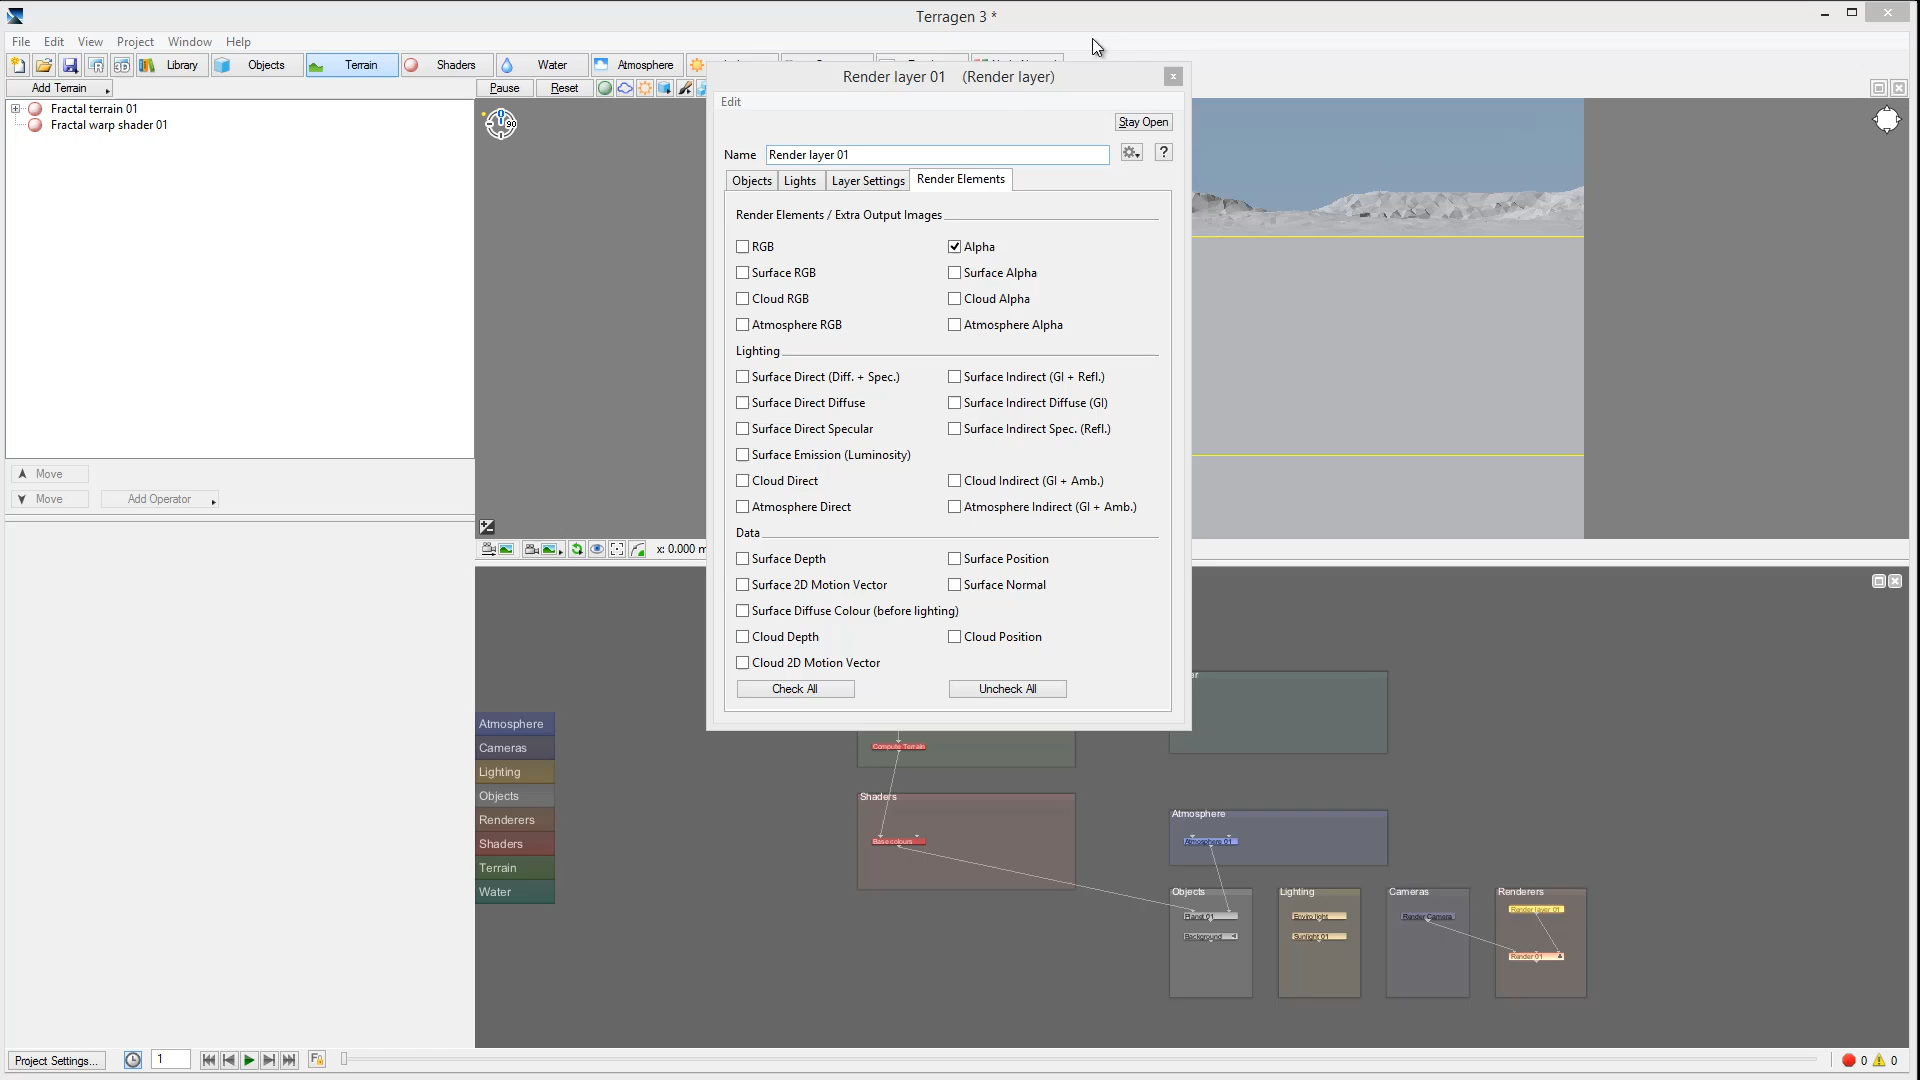 Terragen 3 *
File Edit View Project Window Help
Library Objects Terrain Shaders Water Atmosphere
Add Terrain Pause Reset
Fractal terrain 01
Fractal warp shader 01
90
Move
Move Add Operator
x: 0.000 m
Render layer 01 (Render layer)
x
Edit
Stay Open
Name Render layer 01 ?
Objects Lights Layer Settings Render Elements
Render Elements / Extra Output Images
RGB Alpha
Surface RGB Surface Alpha
Cloud RGB Cloud Alpha
Atmosphere RGB Atmosphere Alpha
Lighting
Surface Direct (Diff. + Spec.) Surface Indirect (GI + Refl.)
Surface Direct Diffuse Surface Indirect Diffuse (GI)
Surface Direct Specular Surface Indirect Spec. (Refl.)
Surface Emission (Luminosity)
Cloud Direct Cloud Indirect (GI + Amb.)
Atmosphere Direct Atmosphere Indirect (GI + Amb.)
Data
Surface Depth Surface Position
Surface 2D Motion Vector Surface Normal
Surface Diffuse Colour (before lighting)
Cloud Depth Cloud Position
Cloud 2D Motion Vector
Check All Uncheck All
Atmosphere
Cameras
Lighting
Objects
Renderers
Shaders
Terrain
Water
er
Compute Terrain
Shaders
Base colours
Atmosphere
Atmosphere 01
Objects Lighting Cameras Renderers
Planet 01 Enviro light Render Camera Render layer 01
Background Sunlight 01
Render 01
Project Settings... 1 0 0